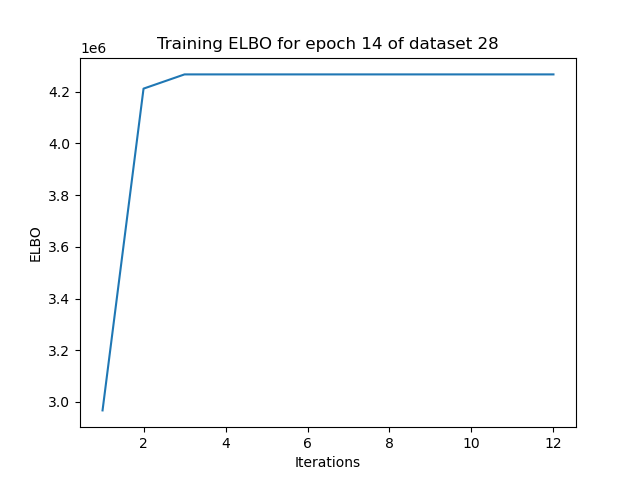 Training ELBO for epoch 14 of dataset 28
1e6
4.2
4.0
3.8
3.6
3.4
3.2
3.0
ELBO
2 4 6 8 10 12
Iterations